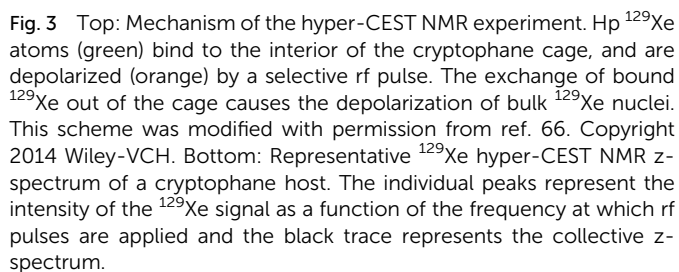 Fig. 3 Top: Mechanism of the hyper-CEST NMR experiment. Hp ¹²⁹Xe
atoms (green) bind to the interior of the cryptophane cage, and are
depolarized (orange) by a selective rf pulse. The exchange of bound
¹²⁹Xe out of the cage causes the depolarization of bulk ¹²⁹Xe nuclei.
This scheme was modified with permission from ref. 66. Copyright
2014 Wiley-VCH. Bottom: Representative ¹²⁹Xe hyper-CEST NMR z-
spectrum of a cryptophane host. The individual peaks represent the
intensity of the ¹²⁹Xe signal as a function of the frequency at which rf
pulses are applied and the black trace represents the collective z-
spectrum.